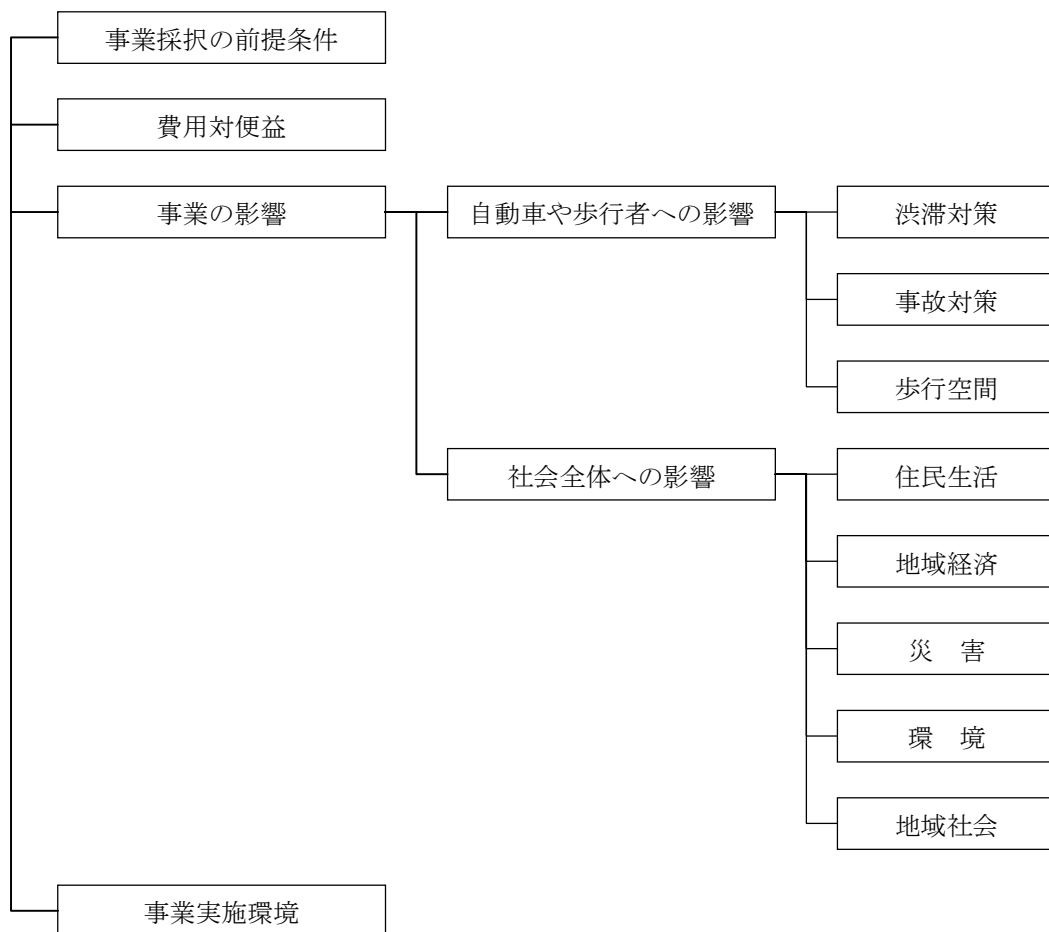 事業採択の前提条件
費用対便益
事業の影響
自動車や歩行者への影響
渋滞対策
事故対策
歩行空間
社会全体への影響
住民生活
地域経済
災　害
環　境
地域社会
事業実施環境